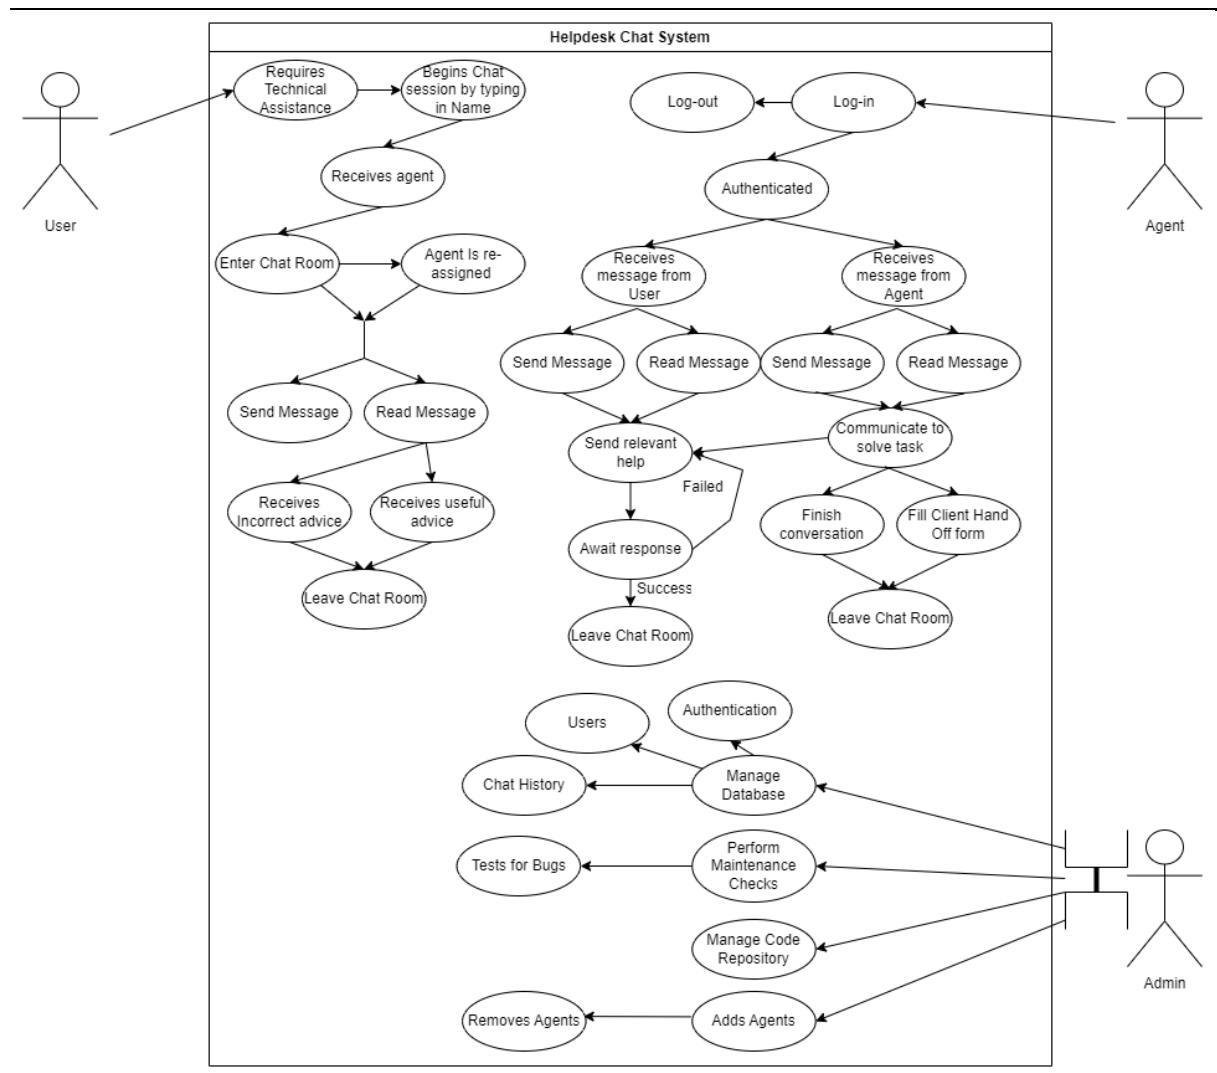 Helpdesk Chat System
Requires
Technical
Assistance
Begins Chat
session by typing
in Name
Log-out
Log-in
Receives agent
Authenticated
User
Agent
Enter Chat Room
Agent Is re-
assigned
Receives
message from
User
Receives
message from
Agent
Send Message
Read Message
Send Message
Read Message
Send Message
Read Message
Send relevant
help
Communicate to
solve task
Failed
Receives
Incorrect advice
Receives useful
advice
Finish
conversation
Fill Client Hand
Off form
Await response
Success
Leave Chat Room
Leave Chat Room
Leave Chat Room
Users
Authentication
Chat History
Manage
Database
Tests for Bugs
Perform
Maintenance
Checks
Manage Code
Repository
Admin
Removes Agents
Adds Agents